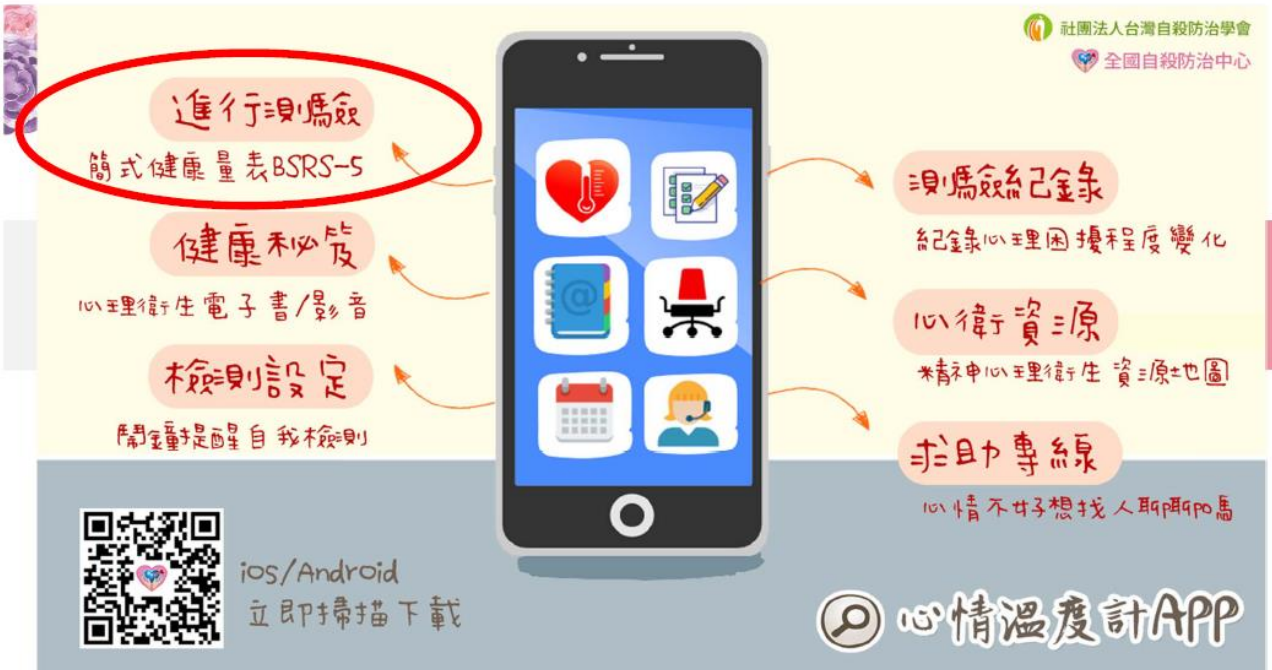 社團法人台灣自殺防治學會
全國自殺防治中心
進行測驗
簡式健康量表BSRS-5
健康秘笈
心理衛生電子書/影音
檢測設定
鬧鐘提醒自我檢測
測驗紀錄
紀錄心理困擾程度變化
心衛資源
精神心理衛生資源地圖
求助專線
心情不好想找人聊聊嗎
ios/Android
立即掃描下載
心情溫度計APP